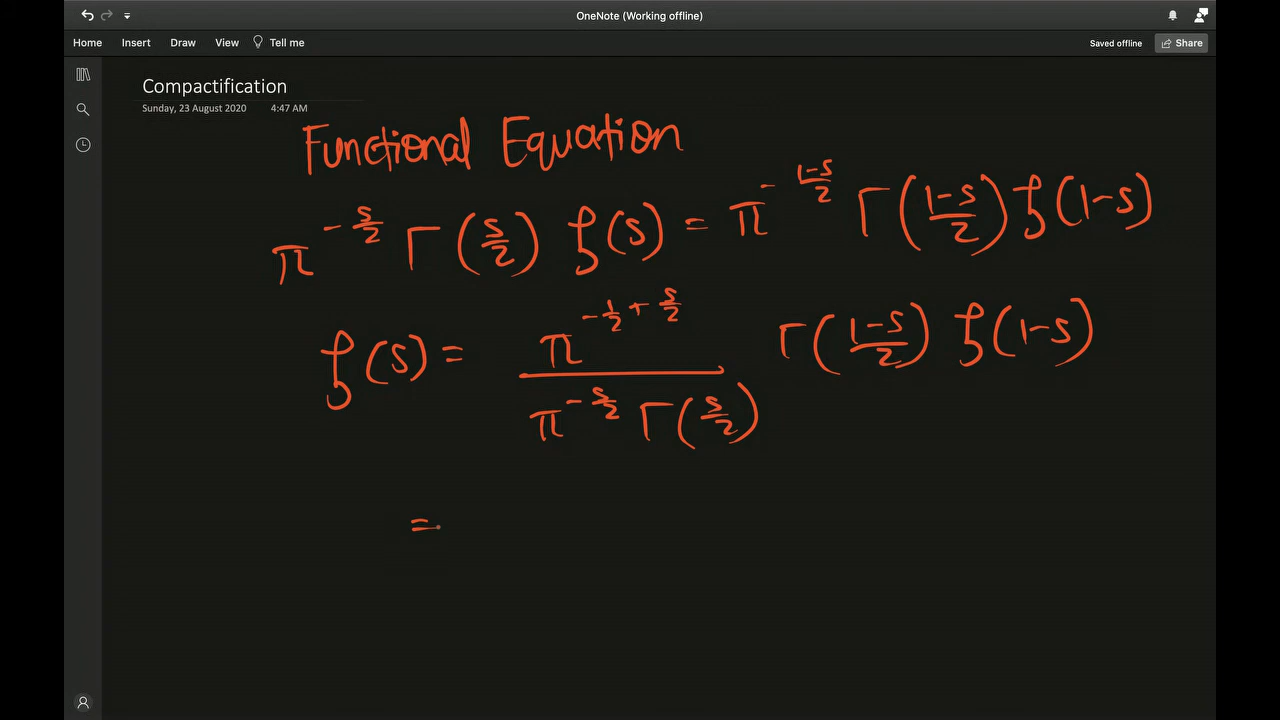 OneNote (Working offline)
Home Insert Draw View Tell me Saved offline Share
Compactification
Sunday, 23 August 2020 4:47 AM
Functional Equation
π^(-s/2) Γ(s/2) ζ(s) = π^(-(1-s)/2) Γ((1-s)/2) ζ(1-s)
ζ(s) = π^(-1/2 + s/2) / (π^(-s/2) Γ(s/2)) Γ((1-s)/2) ζ(1-s)
=